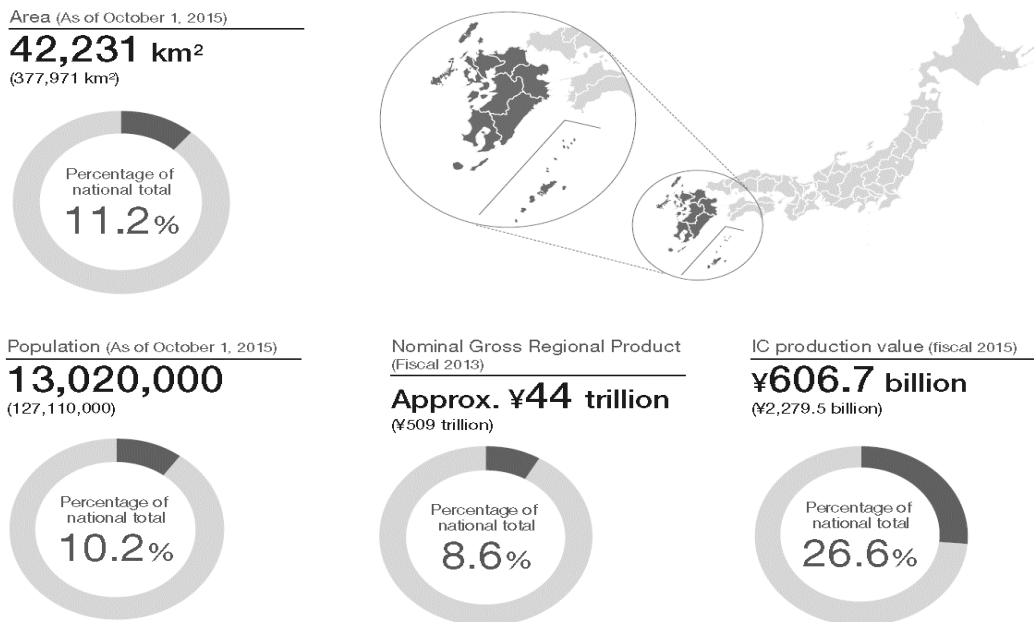 Area (As of October 1, 2015)
42,231 km²
(377,971 km²)
Percentage of
national total
11.2%
Population (As of October 1, 2015)
13,020,000
(127,110,000)
Percentage of
national total
10.2%
Nominal Gross Regional Product
(Fiscal 2013)
Approx. ¥44 trillion
(¥509 trillion)
Percentage of
national total
8.6%
IC production value (fiscal 2015)
¥606.7 billion
(¥2,279.5 billion)
Percentage of
national total
26.6%